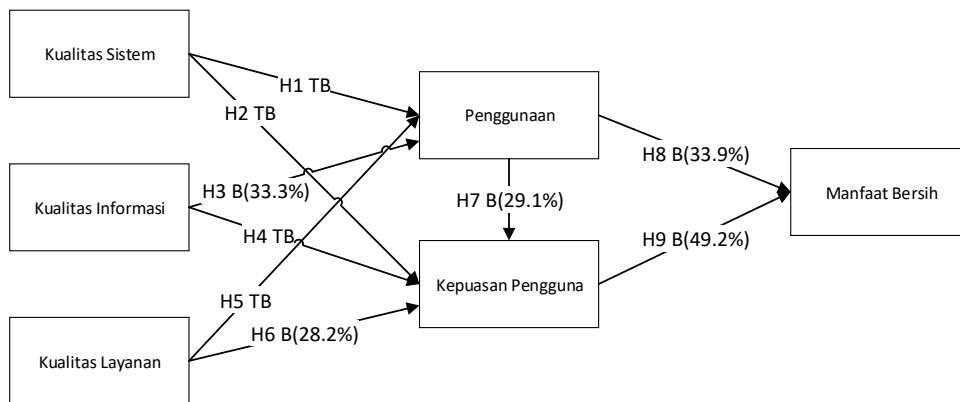 Kualitas Sistem
H1 TB
H2 TB
Penggunaan
H8 B(33.9%)
H3 B(33.3%)
Kualitas Informasi
H7 B(29.1%)
Manfaat Bersih
H4 TB
H9 B(49.2%)
Kepuasan Pengguna
H5 TB
H6 B(28.2%)
Kualitas Layanan